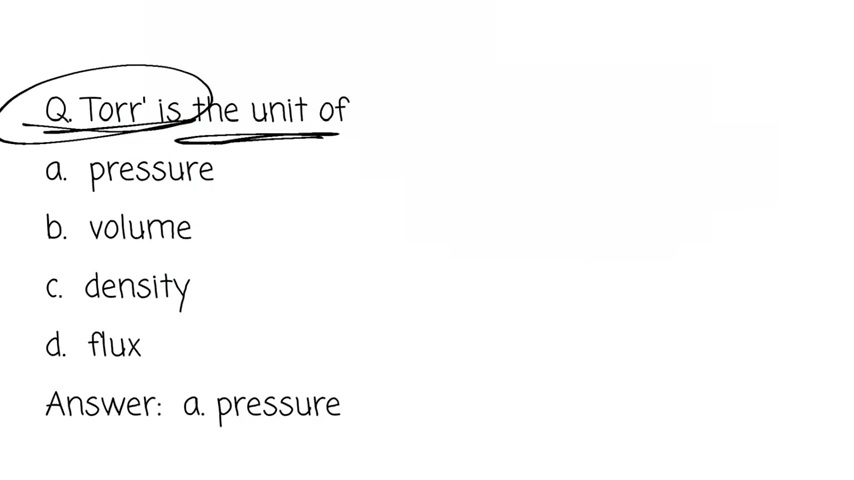 Q. Torr' is the unit of
a. pressure
b. volume
c. density
d. flux
Answer: a. pressure